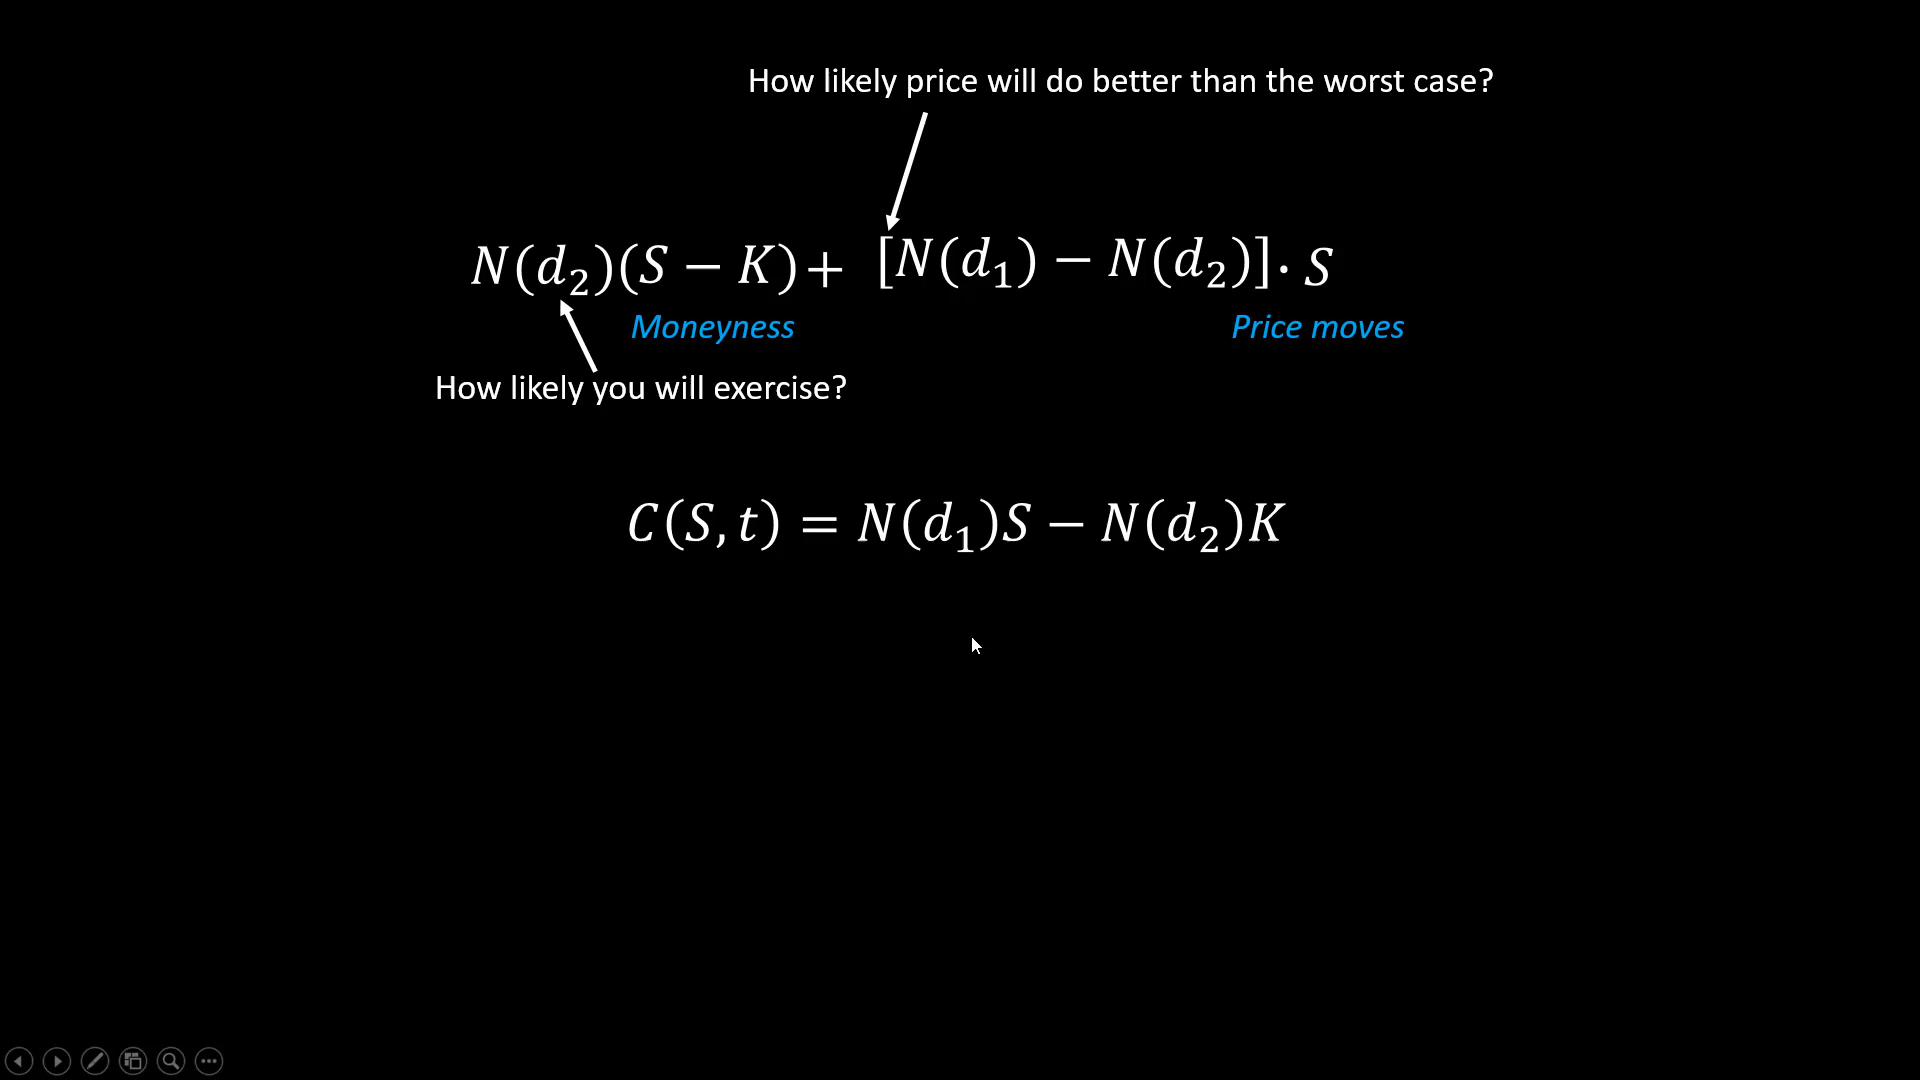 How likely price will do better than the worst case?
N(d₂)(S − K)+ [N(d₁) − N(d₂)]· S
Moneyness Price moves
How likely you will exercise?
C(S, t) = N(d₁)S − N(d₂)K